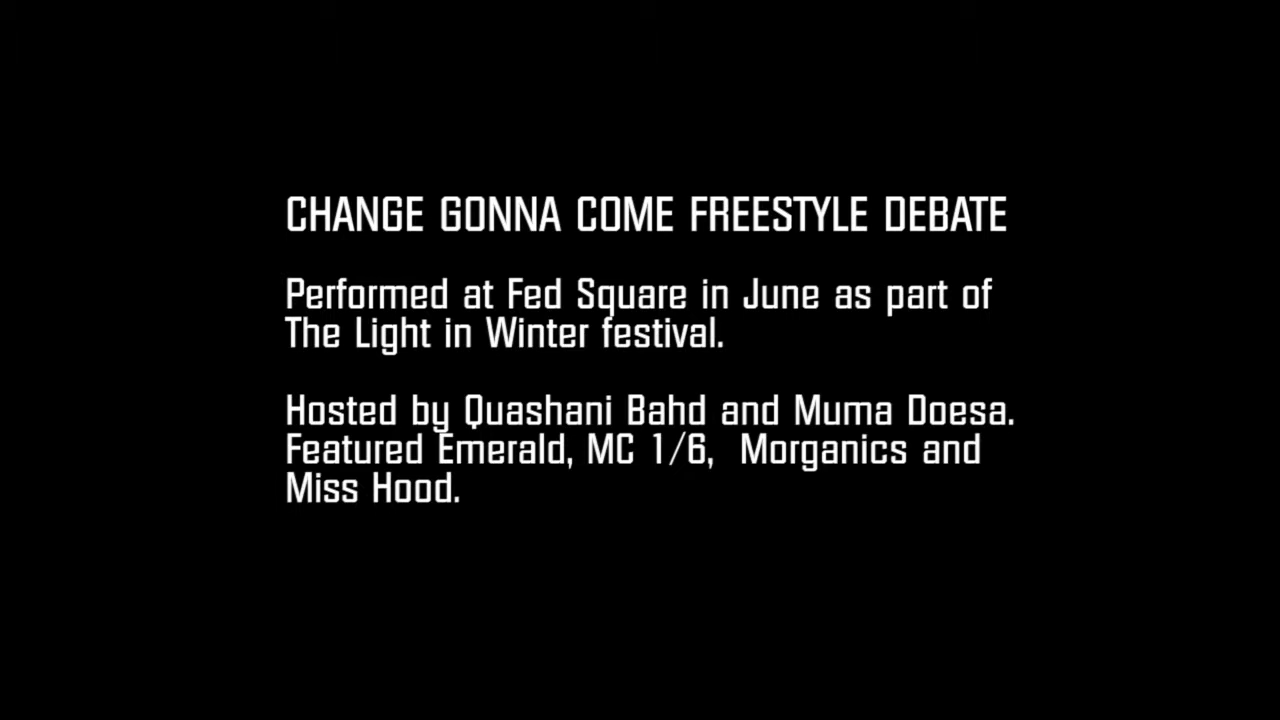 CHANGE GONNA COME FREESTYLE DEBATE
Performed at Fed Square in June as part of
The Light in Winter festival.
Hosted by Quashani Bahd and Muma Doesa.
Featured Emerald, MC 1/6,  Morganics and
Miss Hood.